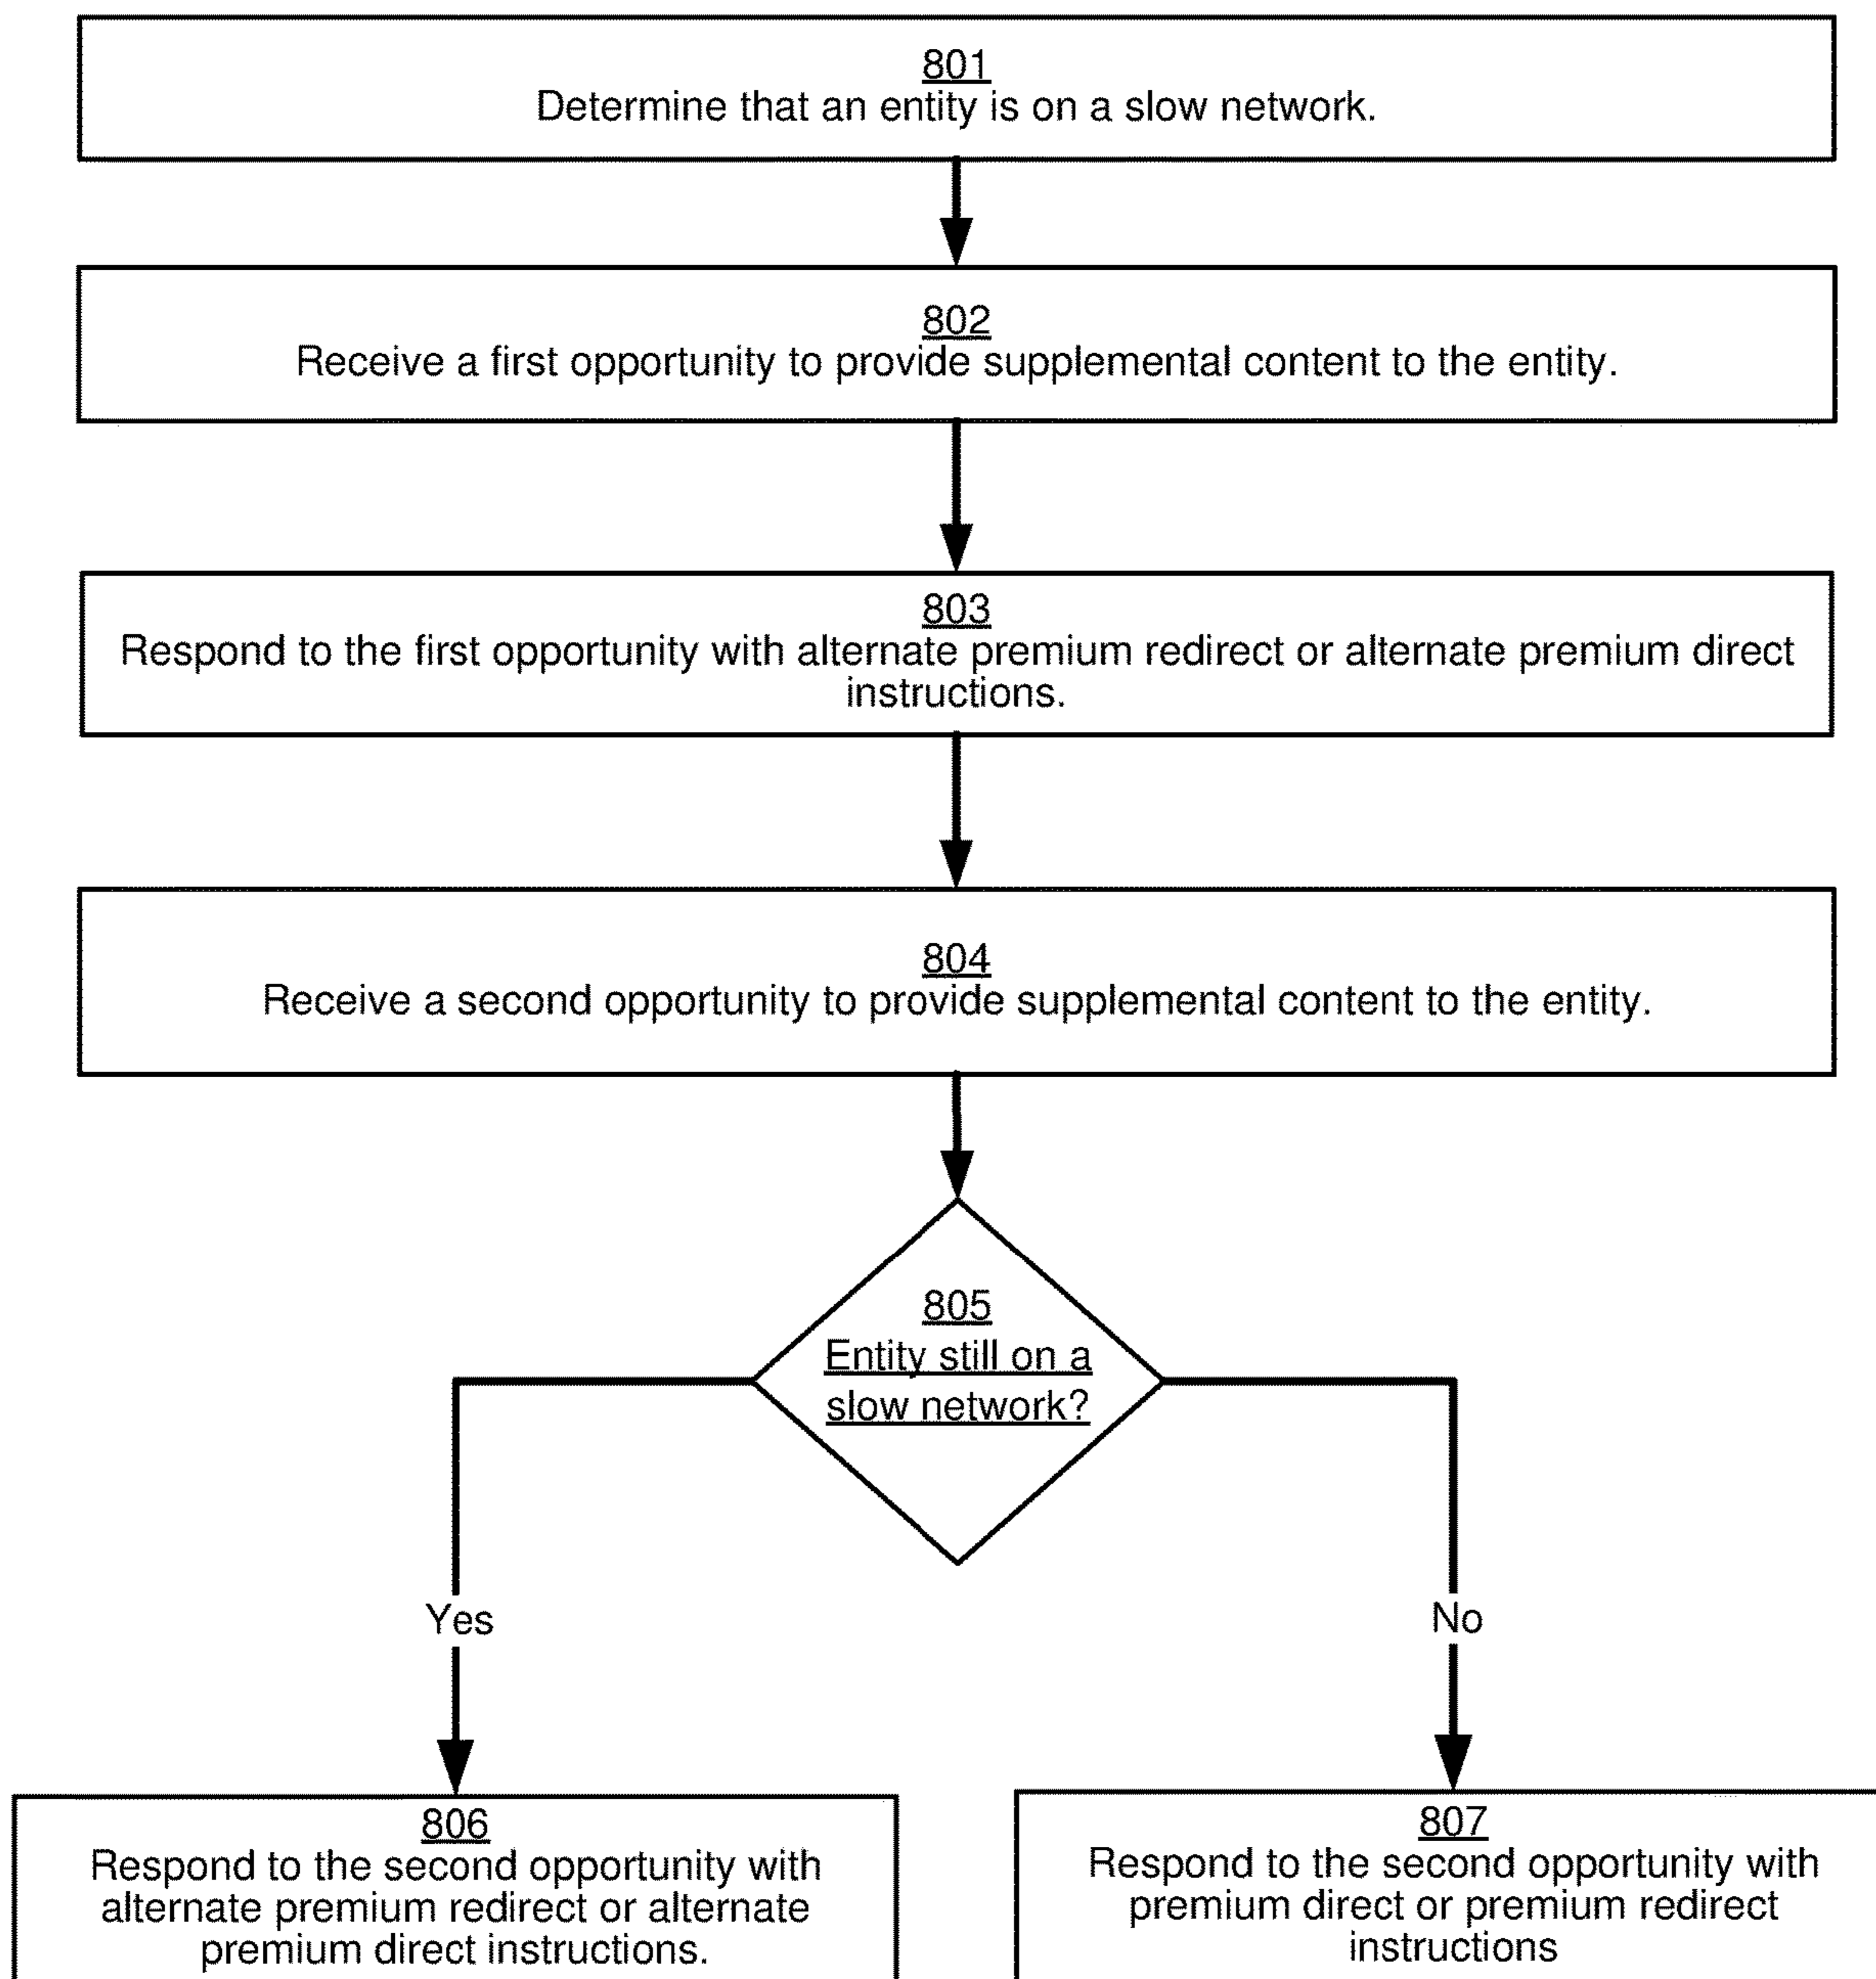 801
Determine that an entity is on a slow network.
802
Receive a first opportunity to provide supplemental content to the entity.
803
Respond to the first opportunity with alternate premium redirect or alternate premium direct
instructions.
804
Receive a second opportunity to provide supplemental content to the entity.
805
Entity still on a
slow network?
Yes
No
806
Respond to the second opportunity with
alternate premium redirect or alternate
premium direct instructions.
807
Respond to the second opportunity with
premium direct or premium redirect
instructions